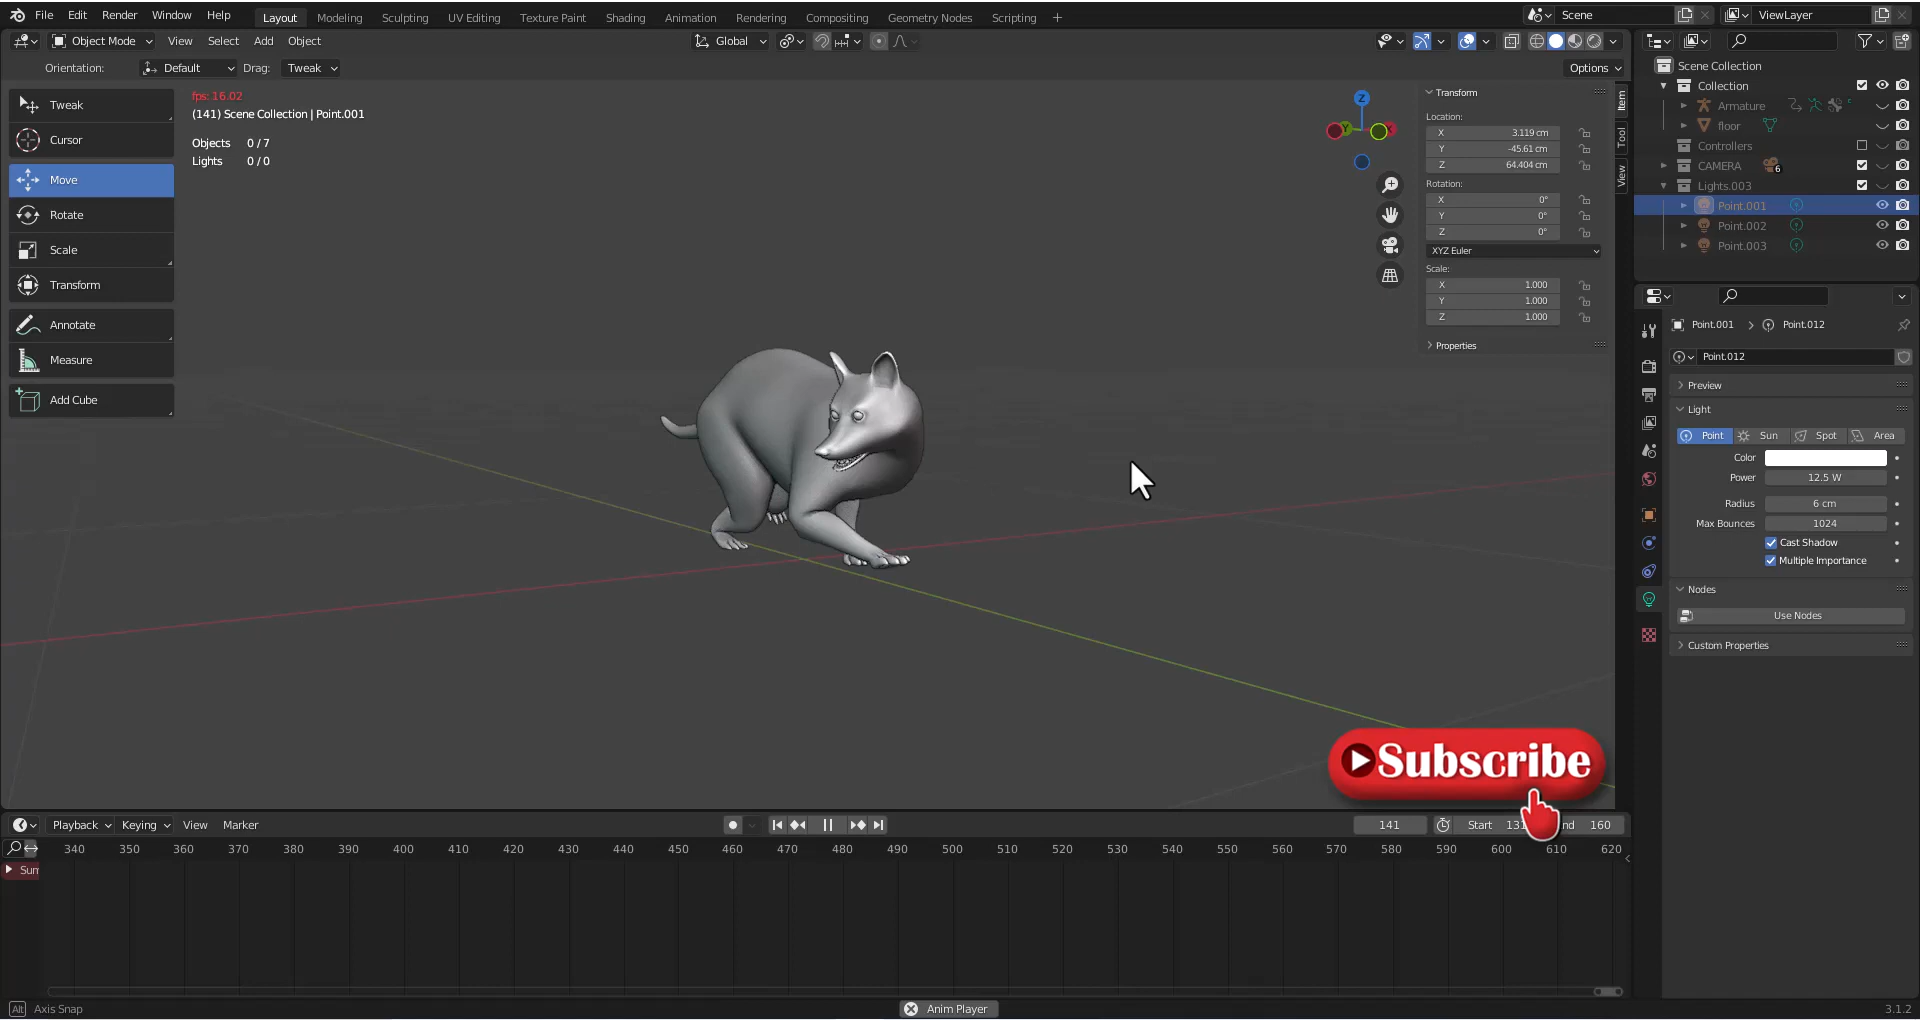 File Edit Render Window Help Layout Modeling Sculpting UV Editing Texture Paint Shading Animation Rendering Compositing Geometry Nodes Scripting + Scene ViewLayer
Object Mode View Select Add Object Global
Orientation: Default Drag: Tweak Options
Tweak
Cursor
Move
Rotate
Scale
Transform
Annotate
Measure
Add Cube
fps: 16.02
(141) Scene Collection | Point.001
Objects 0 / 7
Lights 0 / 0
Z
Y
X
Transform
Location:
X 3.119 cm
Y -45.61 cm
Z 64.404 cm
Rotation:
X 0°
Y 0°
Z 0°
XYZ Euler
Scale:
X 1.000
Y 1.000
Z 1.000
Properties
Item
Tool
View
Scene Collection
Collection
Armature
floor
Controllers
CAMERA 6
Lights.003
Point.001
Point.002
Point.003
Point.001 > Point.012
Point.012
Preview
Light
Point Sun Spot Area
Color
Power 12.5 W
Radius 6 cm
Max Bounces 1024
Cast Shadow
Multiple Importance
Nodes
Use Nodes
Custom Properties
Subscribe
Playback Keying View Marker 141 Start 131 nd 160
340 350 360 370 380 390 400 410 420 430 440 450 460 470 480 490 500 510 520 530 540 550 560 570 580 590 600 610 620
Sum
Alt Axis Snap Anim Player 3.1.2